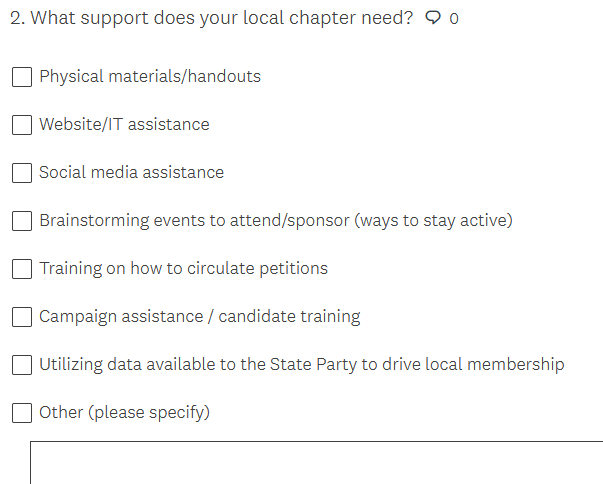 2. What support does your local chapter need? 0
Physical materials/handouts
Website/IT assistance
Social media assistance
Brainstorming events to attend/sponsor (ways to stay active)
Training on how to circulate petitions
Campaign assistance / candidate training
Utilizing data available to the State Party to drive local membership
Other (please specify)